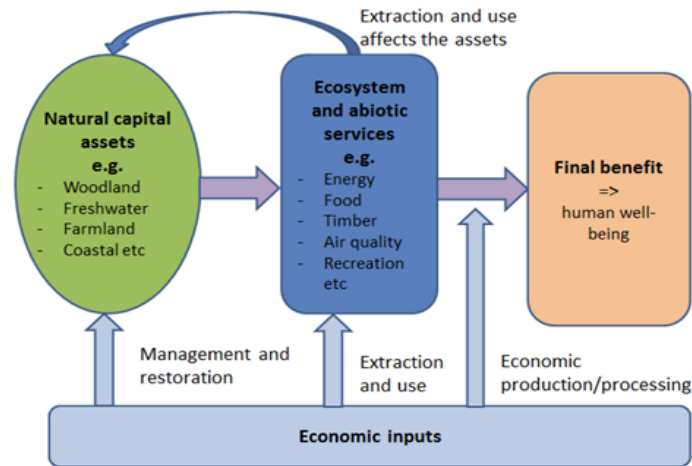 Extraction and use
affects the assets
Natural capital
assets
e.g.
- Woodland
- Freshwater
- Farmland
- Coastal etc
Ecosystem
and abiotic
services
e.g.
- Energy
- Food
- Timber
- Air quality
- Recreation
etc
Final benefit
=>
human well-
being
Management and
restoration
Extraction
and use
Economic
production/processing
Economic inputs